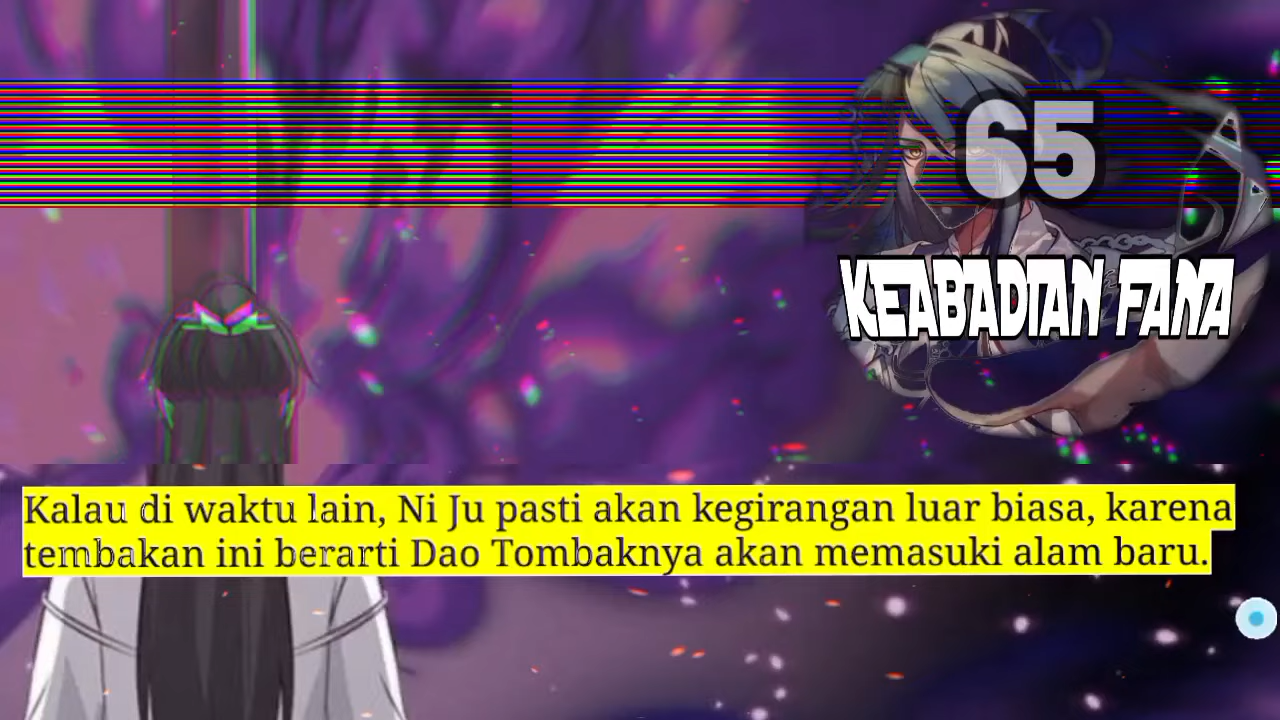 65
KEABADIAN FANA
Kalau di waktu lain, Ni Ju pasti akan kegirangan luar biasa, karena
tembakan ini berarti Dao Tombaknya akan memasuki alam baru.